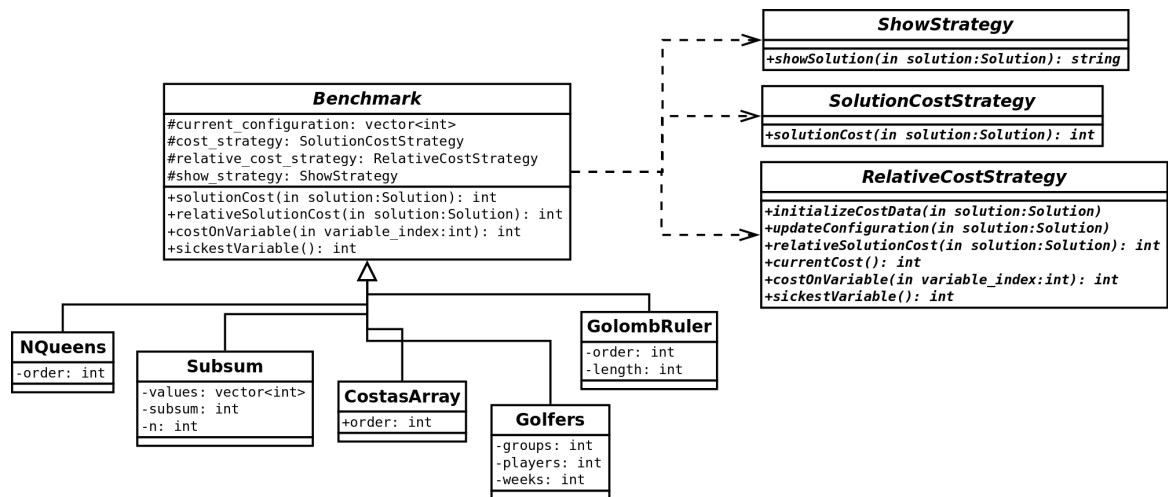 Benchmark
#current_configuration: vector<int>
#cost_strategy: SolutionCostStrategy
#relative_cost_strategy: RelativeCostStrategy
#show_strategy: ShowStrategy
+solutionCost(in solution:Solution): int
+relativeSolutionCost(in solution:Solution): int
+costOnVariable(in variable_index:int): int
+sickestVariable(): int
ShowStrategy
+showSolution(in solution:Solution): string
SolutionCostStrategy
+solutionCost(in solution:Solution): int
RelativeCostStrategy
+initializeCostData(in solution:Solution)
+updateConfiguration(in solution:Solution)
+relativeSolutionCost(in solution:Solution): int
+currentCost(): int
+costOnVariable(in variable_index:int): int
+sickestVariable(): int
NQueens
-order: int
Subsum
-values: vector<int>
-subsum: int
-n: int
CostasArray
+order: int
Golfers
-groups: int
-players: int
-weeks: int
GolombRuler
-order: int
-length: int